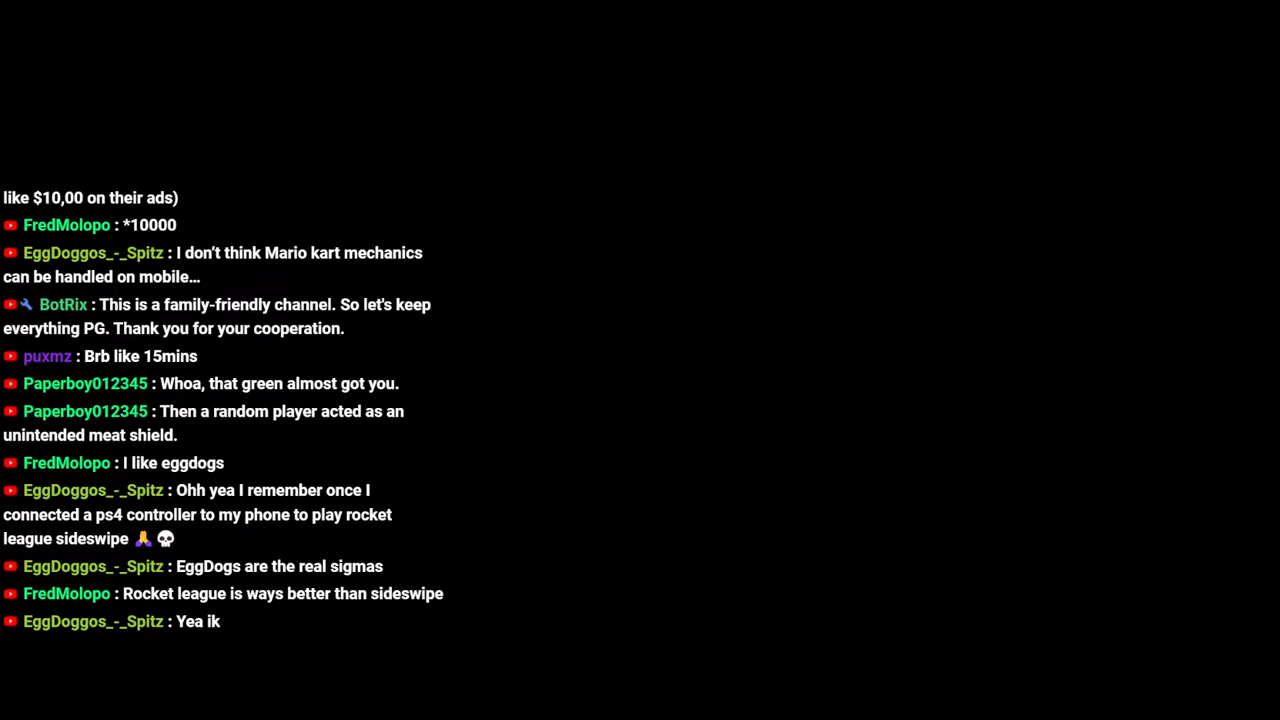 like $10,00 on their ads)
FredMolopo : *10000
EggDoggos_-_Spitz : I don’t think Mario kart mechanics
can be handled on mobile…
BotRix : This is a family-friendly channel. So let's keep
everything PG. Thank you for your cooperation.
puxmz : Brb like 15mins
Paperboy012345 : Whoa, that green almost got you.
Paperboy012345 : Then a random player acted as an
unintended meat shield.
FredMolopo : I like eggdogs
EggDoggos_-_Spitz : Ohh yea I remember once I
connected a ps4 controller to my phone to play rocket
league sideswipe 🙏💀
EggDoggos_-_Spitz : EggDogs are the real sigmas
FredMolopo : Rocket league is ways better than sideswipe
EggDoggos_-_Spitz : Yea ik